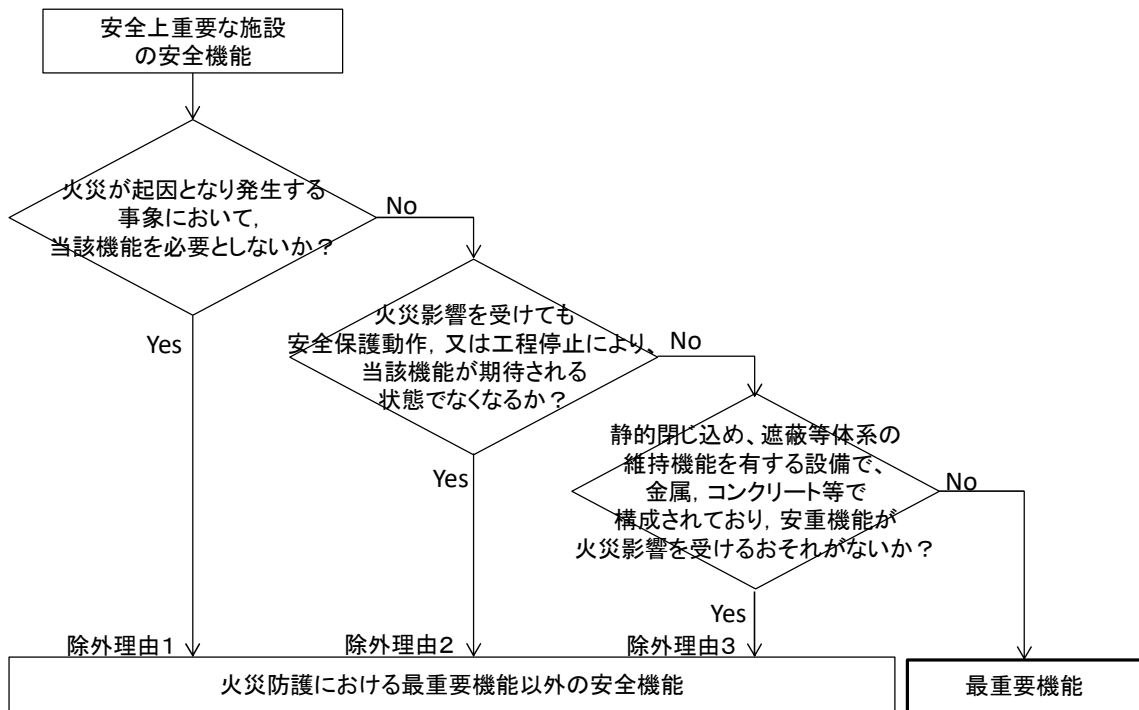 安全上重要な施設
の安全機能
火災が起因となり発生する
事象において,
当該機能を必要としないか？
No
Yes
火災影響を受けても
安全保護動作, 又は工程停止により、
当該機能が期待される
状態でなくなるか？
No
Yes
静的閉じ込め、遮蔽等体系の
維持機能を有する設備で、
金属, コンクリート等で
構成されており, 安重機能が
火災影響を受けるおそれがないか？
No
Yes
除外理由１
除外理由２
除外理由３
火災防護における最重要機能以外の安全機能
最重要機能